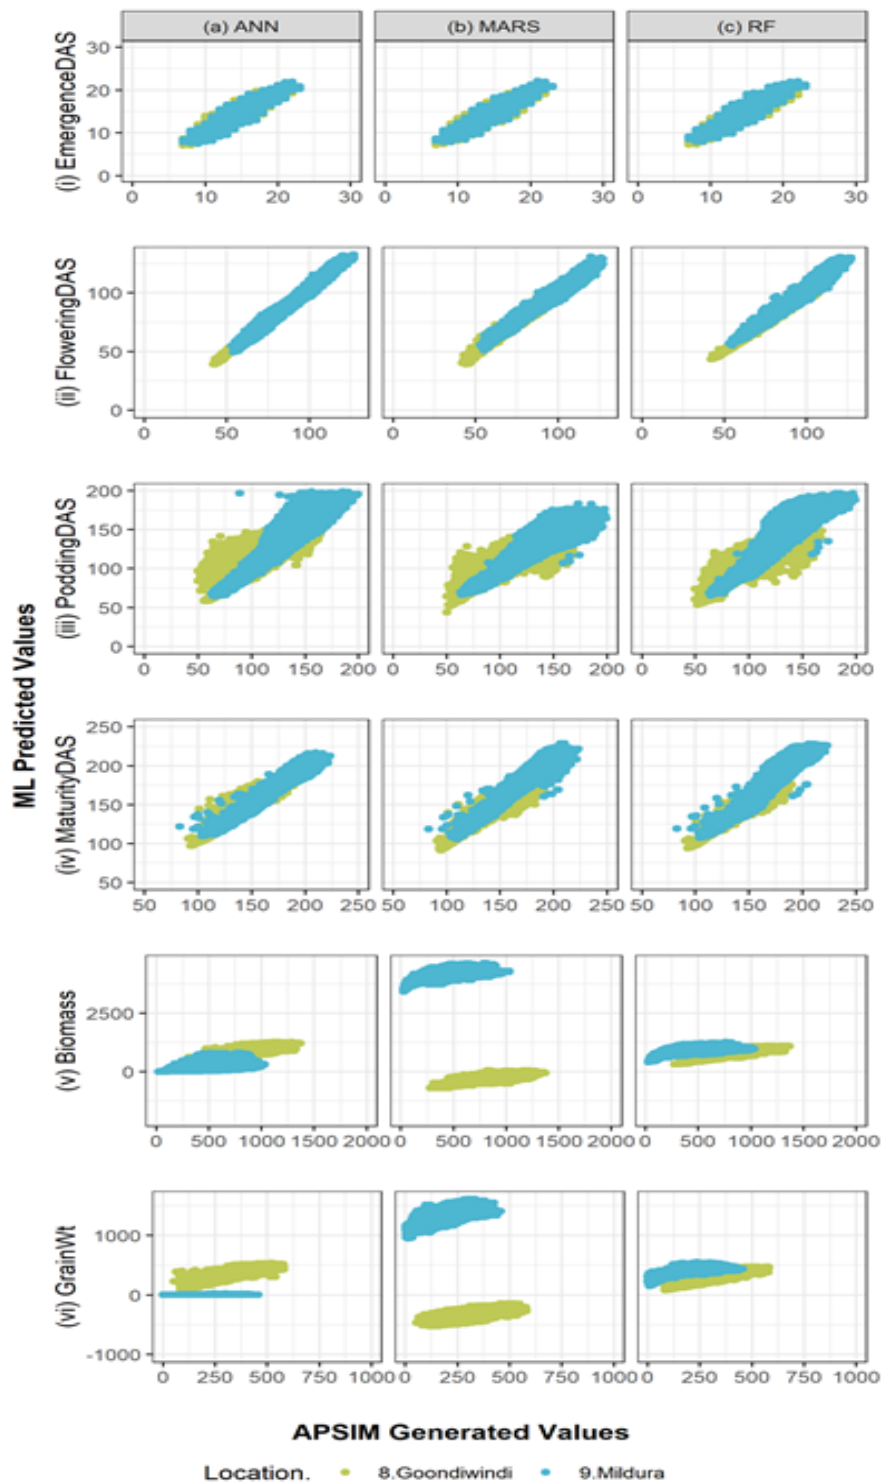 (a) ANN (b) MARS (c) RF
(i) EmergenceDAS
30
20
10
0
0 10 20 30 0 10 20 30 0 10 20 30
(ii) FloweringDAS
100
50
0
0 50 100 0 50 100 0 50 100
(iii) PoddingDAS
200
150
100
50
0
0 50 100 150 200 0 50 100 150 200 0 50 100 150 200
ML Predicted Values
(iv) MaturityDAS
250
200
150
100
50
50 100 150 200 250 50 100 150 200 250 50 100 150 200 250
(v) Biomass
2500
0
0 500 1000 1500 2000 0 500 1000 1500 2000 0 500 1000 1500 2000
(vi) GrainWt
1000
0
-1000
0 250 500 750 1000 0 250 500 750 1000 0 250 500 750 1000
APSIM Generated Values
Location. 8.Goondiwindi 9.Mildura